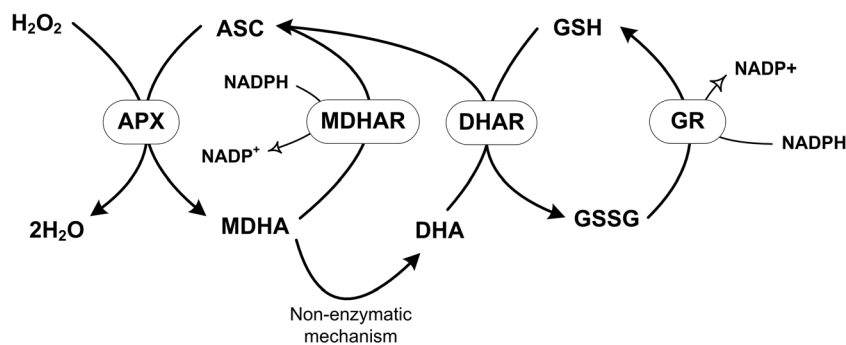 H₂O₂
ASC
GSH
NADPH
NADP+
APX
MDHAR
DHAR
GR
NADP⁺
NADPH
2H₂O
MDHA
DHA
GSSG
Non-enzymatic
mechanism